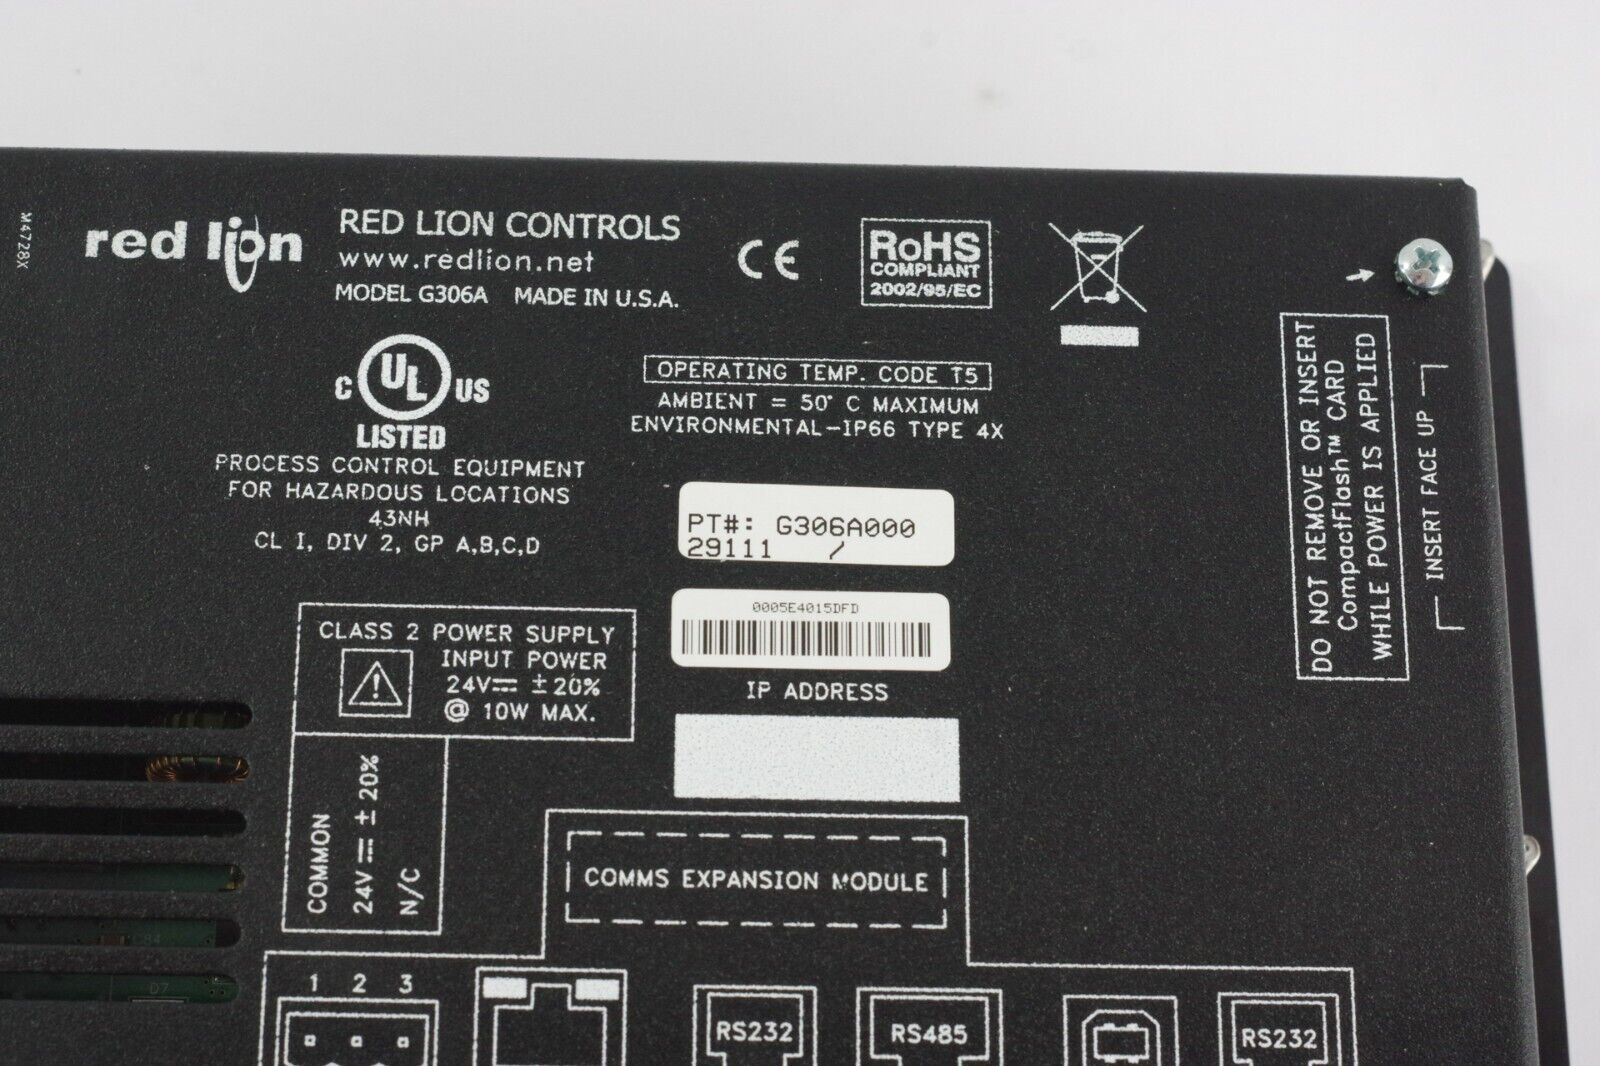 M4728X
red lion
RED LION CONTROLS
www.redlion.net
MODEL G306A MADE IN U.S.A.
CE
RoHS
COMPLIANT
2002/95/EC
C UL US
LISTED
PROCESS CONTROL EQUIPMENT
FOR HAZARDOUS LOCATIONS
43NH
CL I, DIV 2, GP A,B,C,D
OPERATING TEMP. CODE T5
AMBIENT = 50° C MAXIMUM
ENVIRONMENTAL-IP66 TYPE 4X
PT#: G306A000
29111 /
0005E4015DFD
IP ADDRESS
DO NOT REMOVE OR INSERT
CompactFlash™ CARD
WHILE POWER IS APPLIED
INSERT FACE UP
CLASS 2 POWER SUPPLY
INPUT POWER
24V ±20%
@ 10W MAX.
COMMON
24V ±20%
N/C
COMMS EXPANSION MODULE
1 2 3
RS232
RS485
RS232
D7